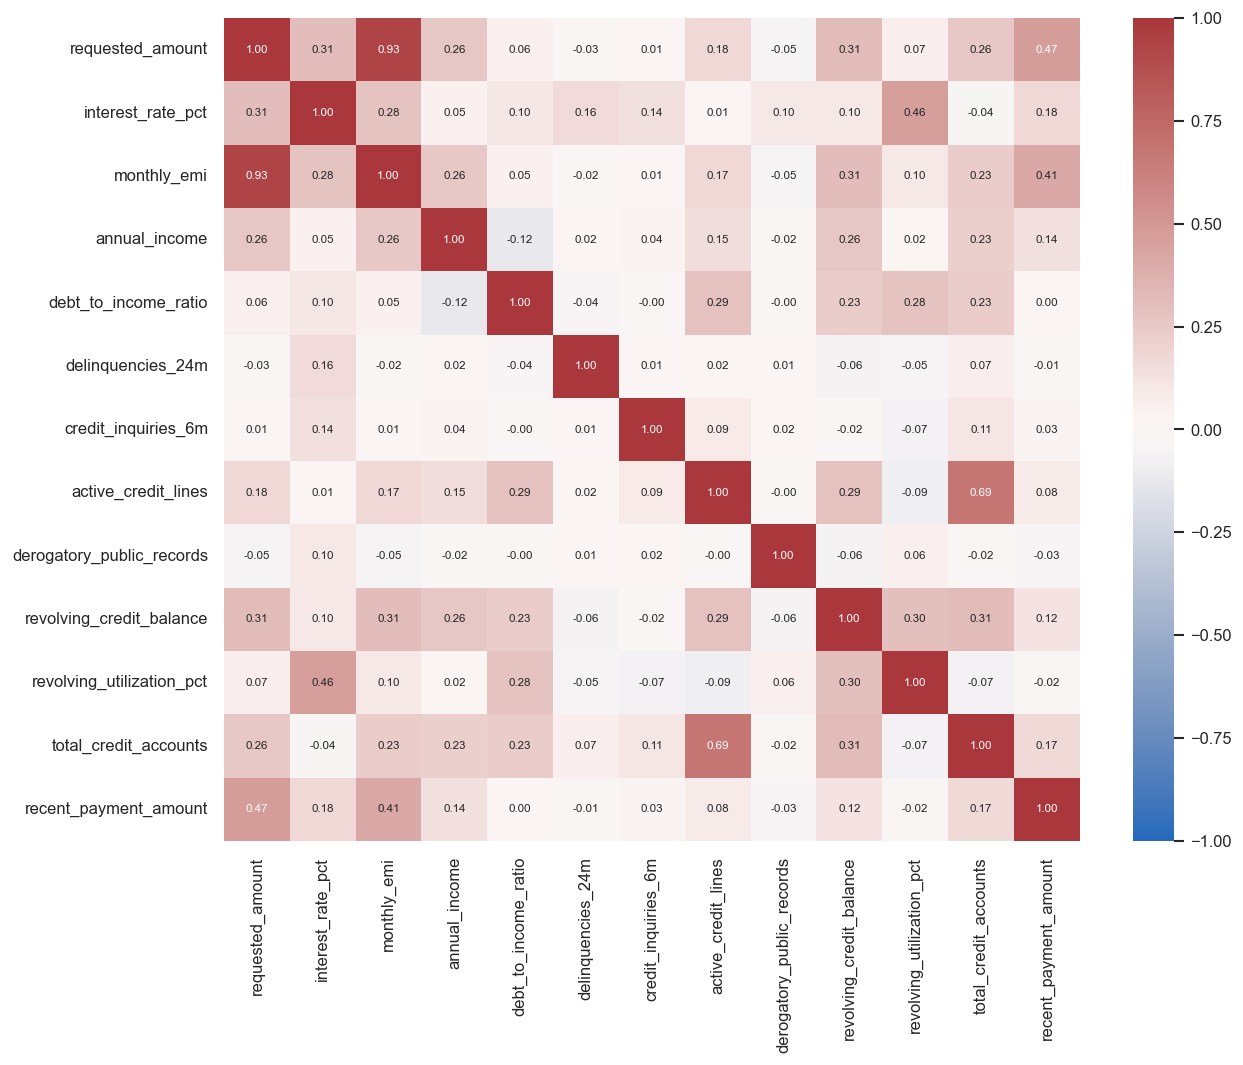 requested_amount 1.00 0.31 0.93 0.26 0.06 -0.03 0.01 0.18 -0.05 0.31 0.07 0.26 0.47
interest_rate_pct 0.31 1.00 0.28 0.05 0.10 0.16 0.14 0.01 0.10 0.10 0.46 -0.04 0.18
monthly_emi 0.93 0.28 1.00 0.26 0.05 -0.02 0.01 0.17 -0.05 0.31 0.10 0.23 0.41
annual_income 0.26 0.05 0.26 1.00 -0.12 0.02 0.04 0.15 -0.02 0.26 0.02 0.23 0.14
debt_to_income_ratio 0.06 0.10 0.05 -0.12 1.00 -0.04 -0.00 0.29 -0.00 0.23 0.28 0.23 0.00
delinquencies_24m -0.03 0.16 -0.02 0.02 -0.04 1.00 0.01 0.02 0.01 -0.06 -0.05 0.07 -0.01
credit_inquiries_6m 0.01 0.14 0.01 0.04 -0.00 0.01 1.00 0.09 0.02 -0.02 -0.07 0.11 0.03
active_credit_lines 0.18 0.01 0.17 0.15 0.29 0.02 0.09 1.00 -0.00 0.29 -0.09 0.69 0.08
derogatory_public_records -0.05 0.10 -0.05 -0.02 -0.00 0.01 0.02 -0.00 1.00 -0.06 0.06 -0.02 -0.03
revolving_credit_balance 0.31 0.10 0.31 0.26 0.23 -0.06 -0.02 0.29 -0.06 1.00 0.30 0.31 0.12
revolving_utilization_pct 0.07 0.46 0.10 0.02 0.28 -0.05 -0.07 -0.09 0.06 0.30 1.00 -0.07 -0.02
total_credit_accounts 0.26 -0.04 0.23 0.23 0.23 0.07 0.11 0.69 -0.02 0.31 -0.07 1.00 0.17
recent_payment_amount 0.47 0.18 0.41 0.14 0.00 -0.01 0.03 0.08 -0.03 0.12 -0.02 0.17 1.00
requested_amount
interest_rate_pct
monthly_emi
annual_income
debt_to_income_ratio
delinquencies_24m
credit_inquiries_6m
active_credit_lines
derogatory_public_records
revolving_credit_balance
revolving_utilization_pct
total_credit_accounts
recent_payment_amount
1.00
0.75
0.50
0.25
0.00
−0.25
−0.50
−0.75
−1.00